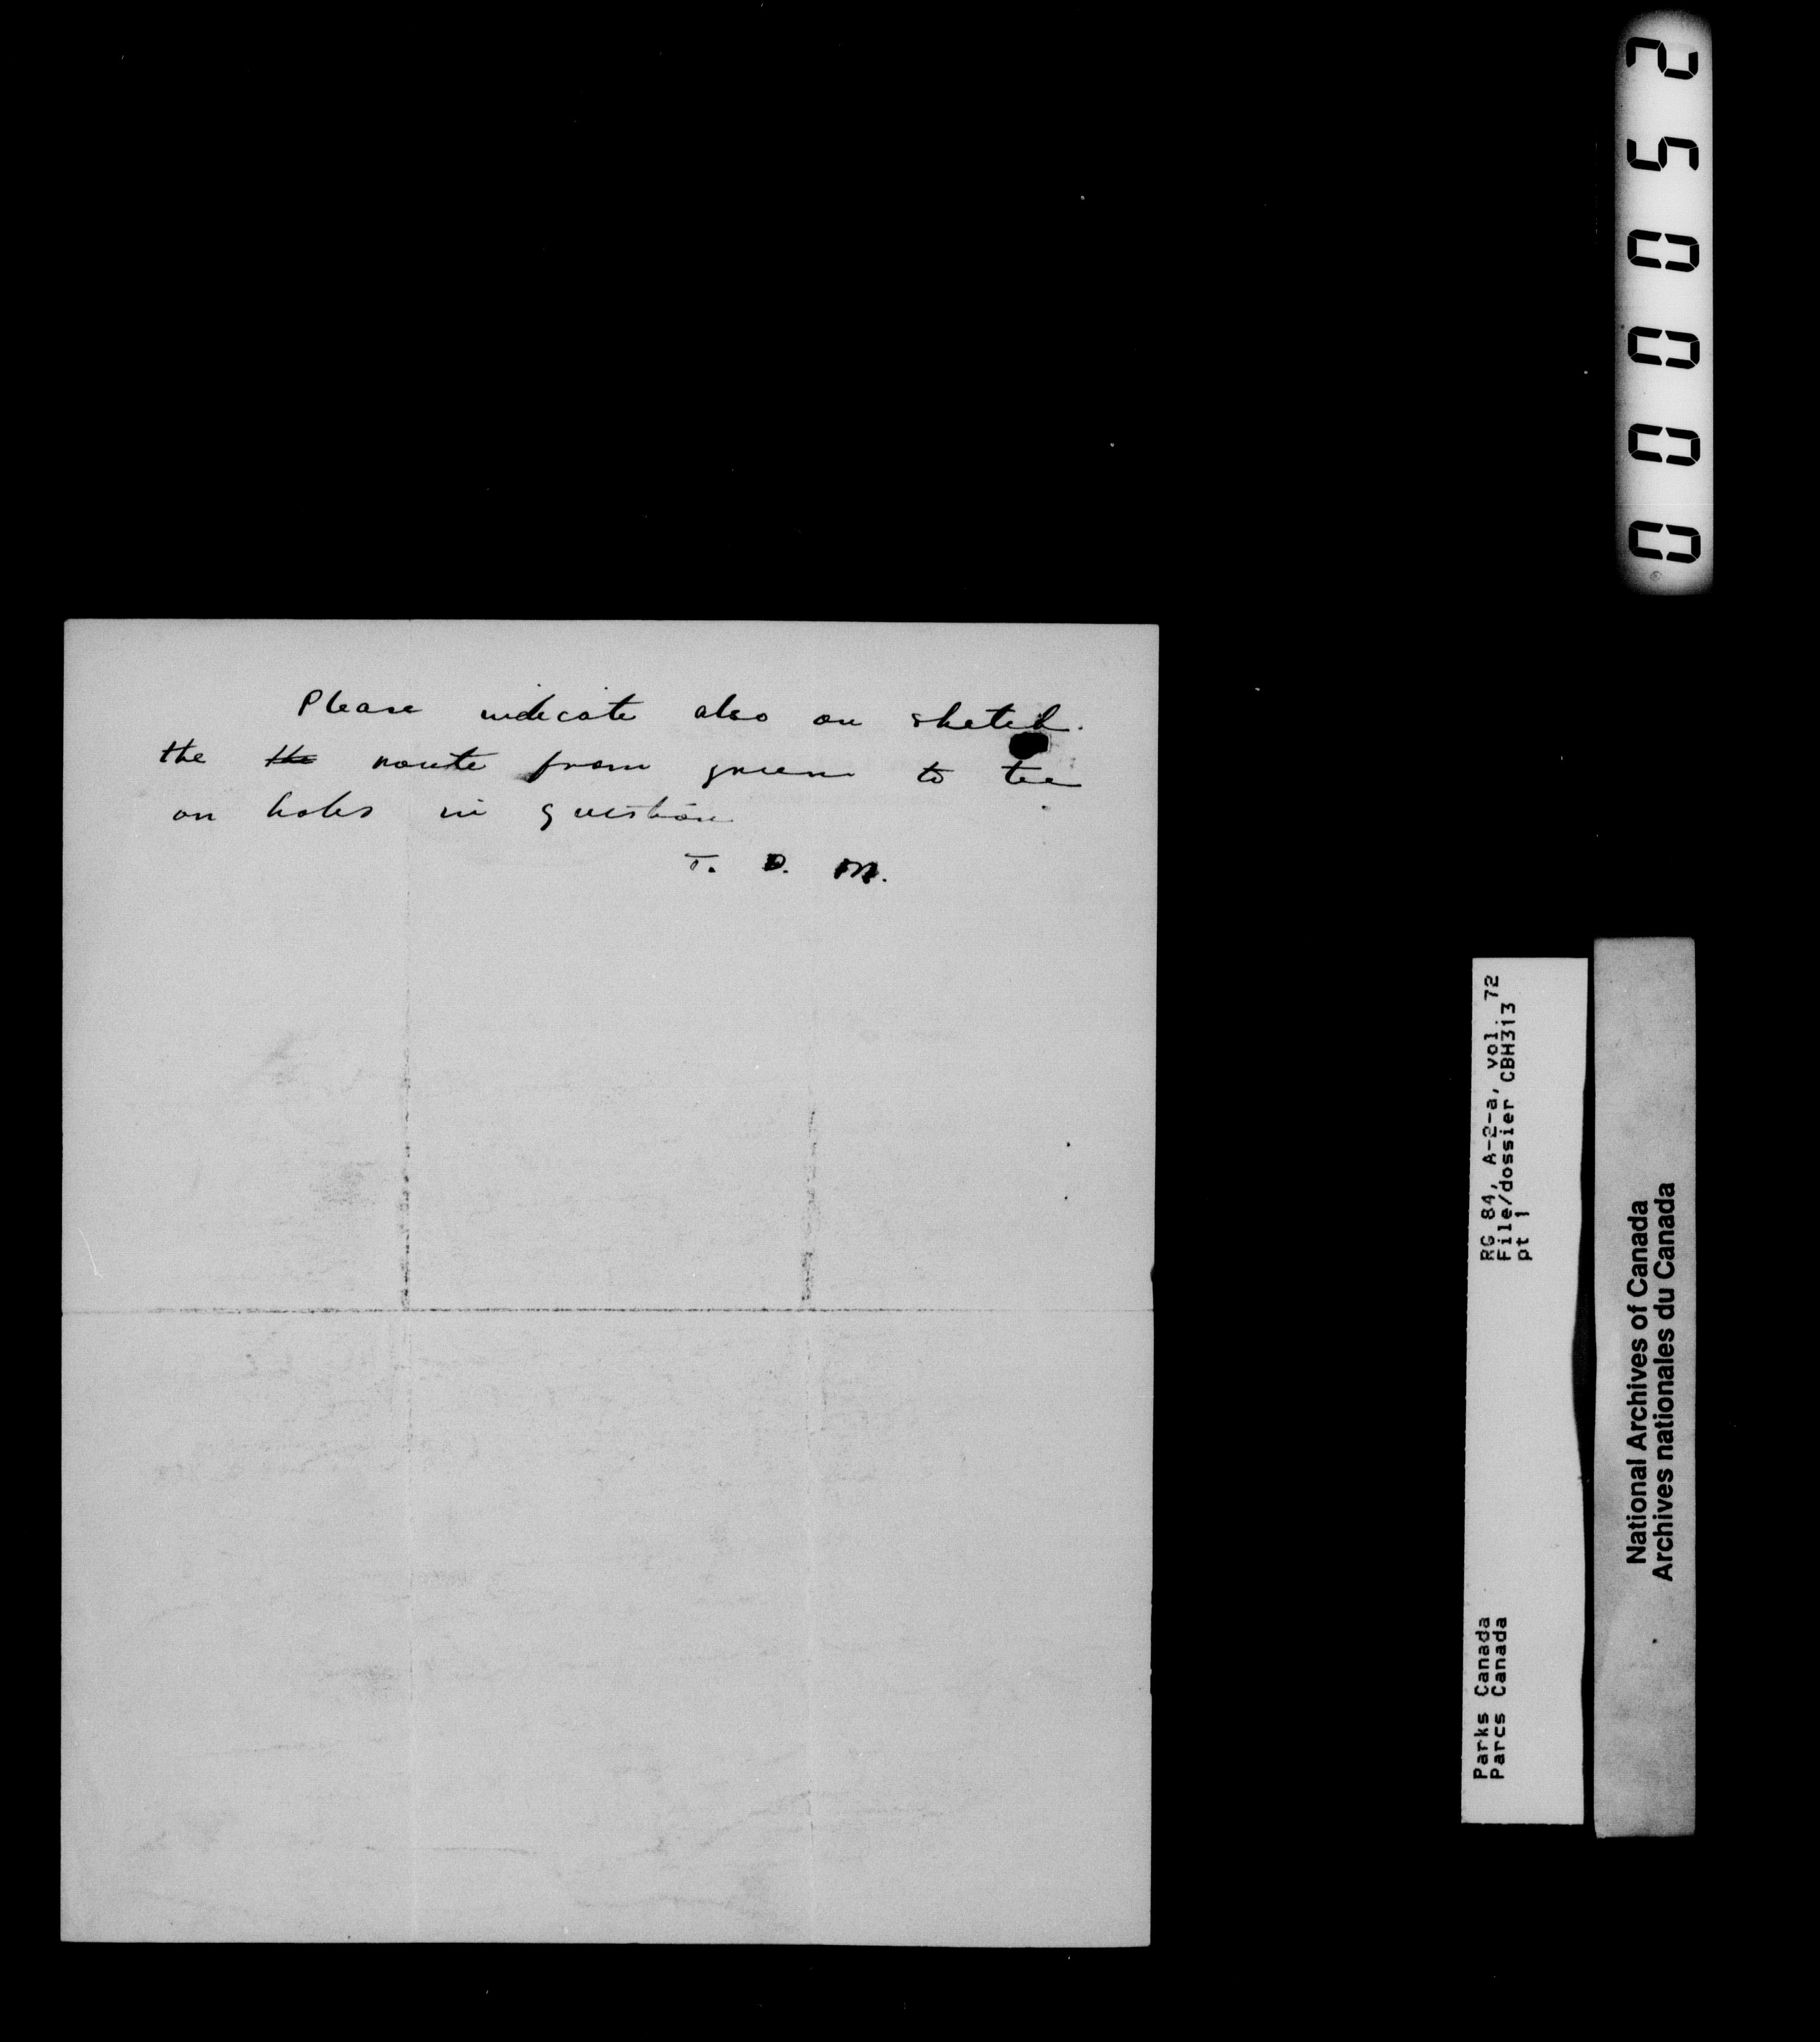 Please indicate also on sketch.
the the route from green to tee
on holes in question
T. D. M.
000052
RG 84, A-2-a, vol. 72
File/dossier CBH313
pt 1
Parks Canada
Parcs Canada
National Archives of Canada
Archives nationales du Canada